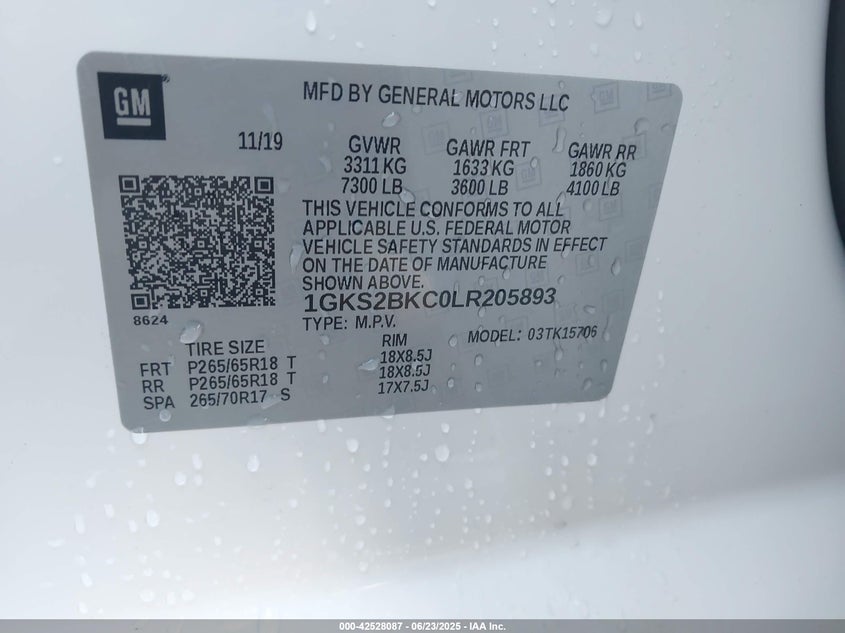 GM
MFD BY GENERAL MOTORS LLC
11/19
GVWR GAWR FRT GAWR RR
3311 KG 1633 KG 1860 KG
7300 LB 3600 LB 4100 LB
THIS VEHICLE CONFORMS TO ALL
APPLICABLE U.S. FEDERAL MOTOR
VEHICLE SAFETY STANDARDS IN EFFECT
ON THE DATE OF MANUFACTURE
SHOWN ABOVE.
1GKS2BKC0LR205893
8624
TYPE: M.P.V. MODEL: 03TK15706
TIRE SIZE RIM
FRT P265/65R18 T 18X8.5J
RR P265/65R18 T 18X8.5J
SPA 265/70R17 S 17X7.5J
000-42528087 - 06/23/2025 - IAA Inc.